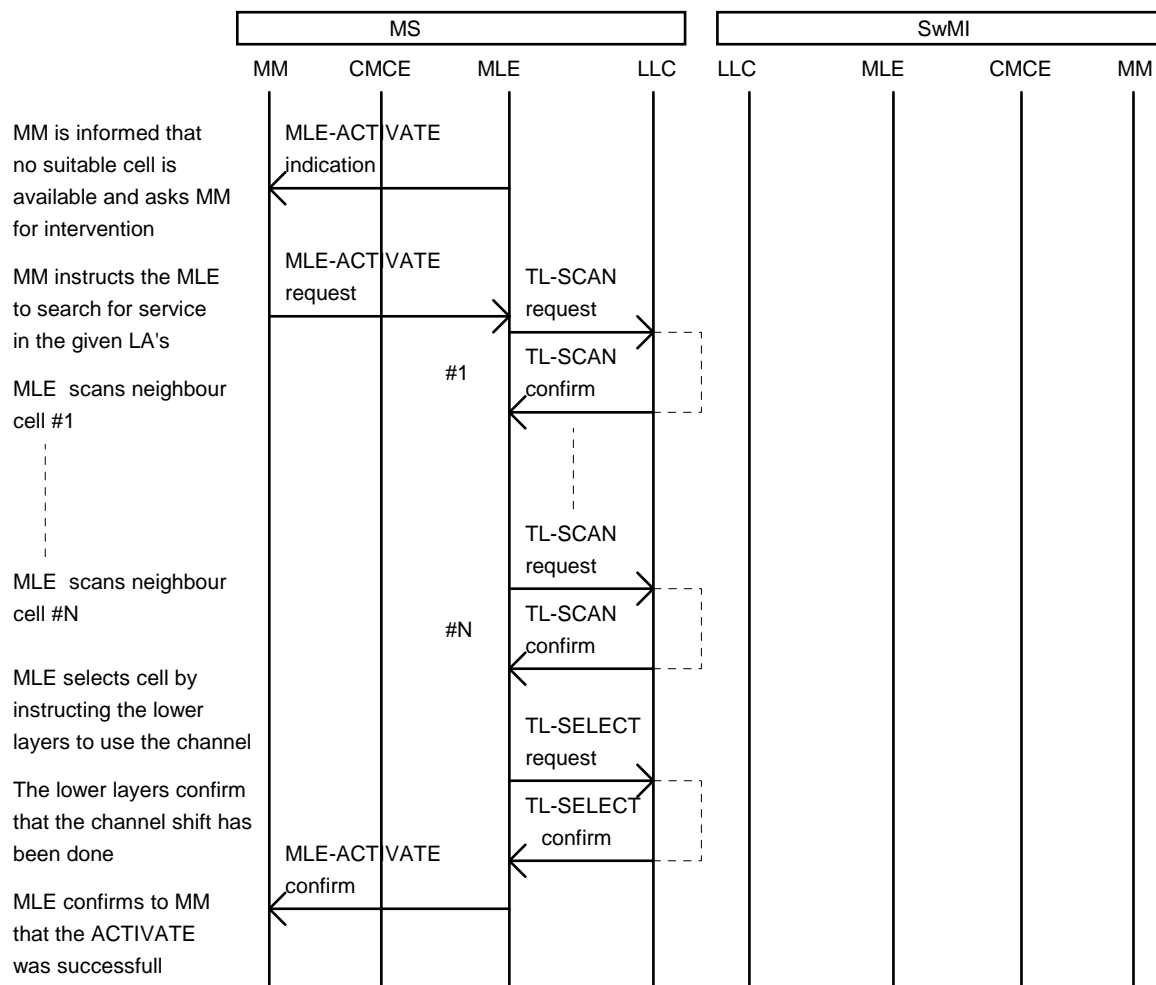 MS
SwMI
MM
CMCE
MLE
LLC
LLC
MLE
CMCE
MM
MM is informed that
no suitable cell is
available and asks MM
for intervention
MLE-ACTIVATE
indication
MM instructs the MLE
to search for service
in the given LA's
MLE-ACTIVATE
request
TL-SCAN
request
MLE scans neighbour
cell #1
#1
TL-SCAN
confirm
MLE scans neighbour
cell #N
TL-SCAN
request
#N
TL-SCAN
confirm
MLE selects cell by
instructing the lower
layers to use the channel
TL-SELECT
request
The lower layers confirm
that the channel shift has
been done
TL-SELECT
confirm
MLE-ACTIVATE
confirm
MLE confirms to MM
that the ACTIVATE
was successfull